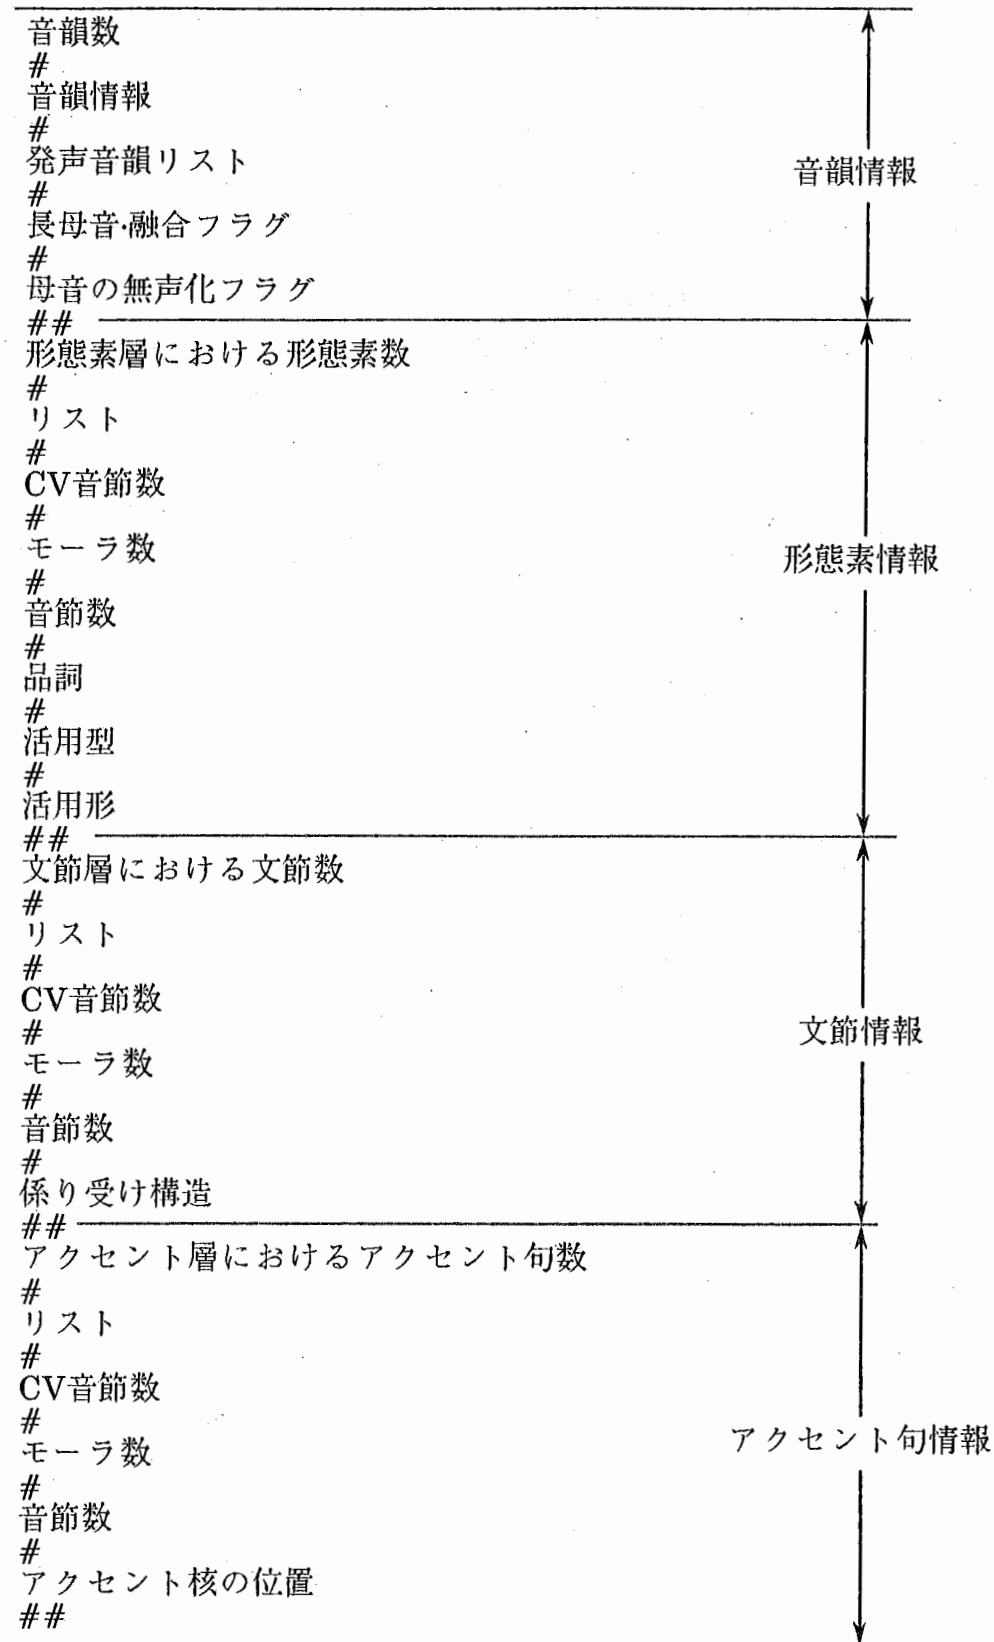 音韻数
#
音韻情報
#
発声音韻リスト
#
長母音・融合フラグ
#
母音の無声化フラグ
##
音韻情報
形態素層における形態素数
#
リスト
#
CV音節数
#
モーラ数
#
音節数
#
品詞
#
活用型
#
活用形
##
形態素情報
文節層における文節数
#
リスト
#
CV音節数
#
モーラ数
#
音節数
#
係り受け構造
##
文節情報
アクセント層におけるアクセント句数
#
リスト
#
CV音節数
#
モーラ数
#
音節数
#
アクセント核の位置
##
アクセント句情報